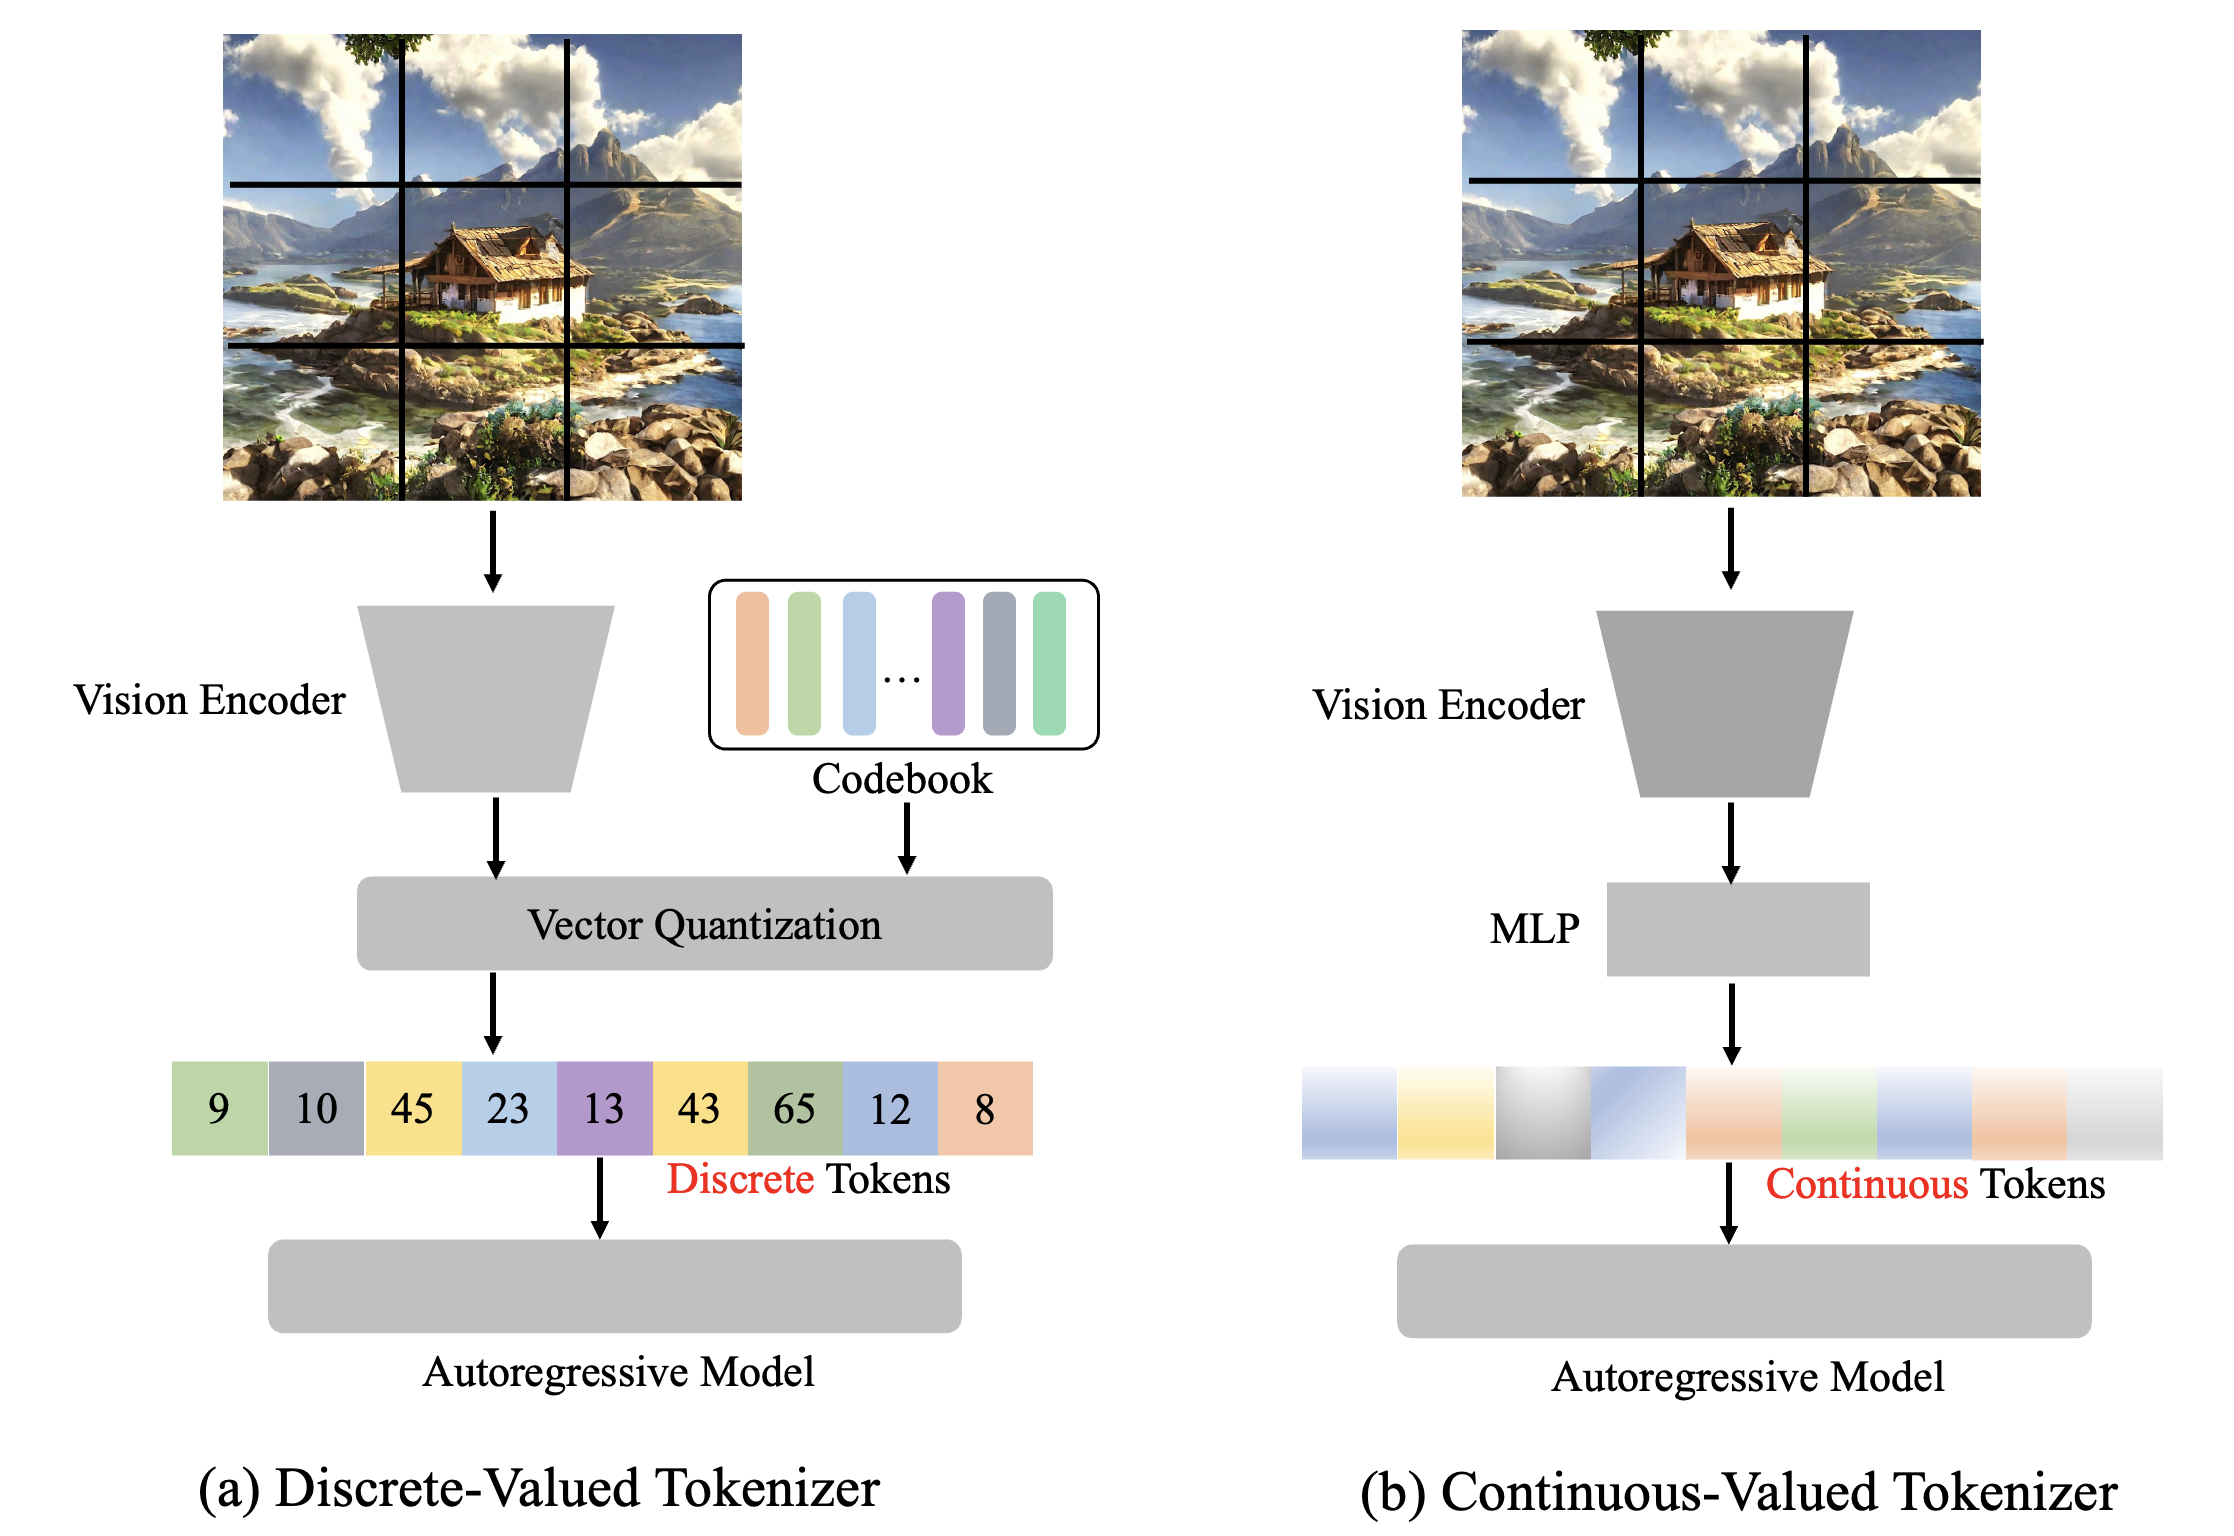 Vision Encoder
...
Codebook
Vector Quantization
9 10 45 23 13 43 65 12 8
Discrete Tokens
Autoregressive Model
(a) Discrete-Valued Tokenizer
Vision Encoder
MLP
Continuous Tokens
Autoregressive Model
(b) Continuous-Valued Tokenizer